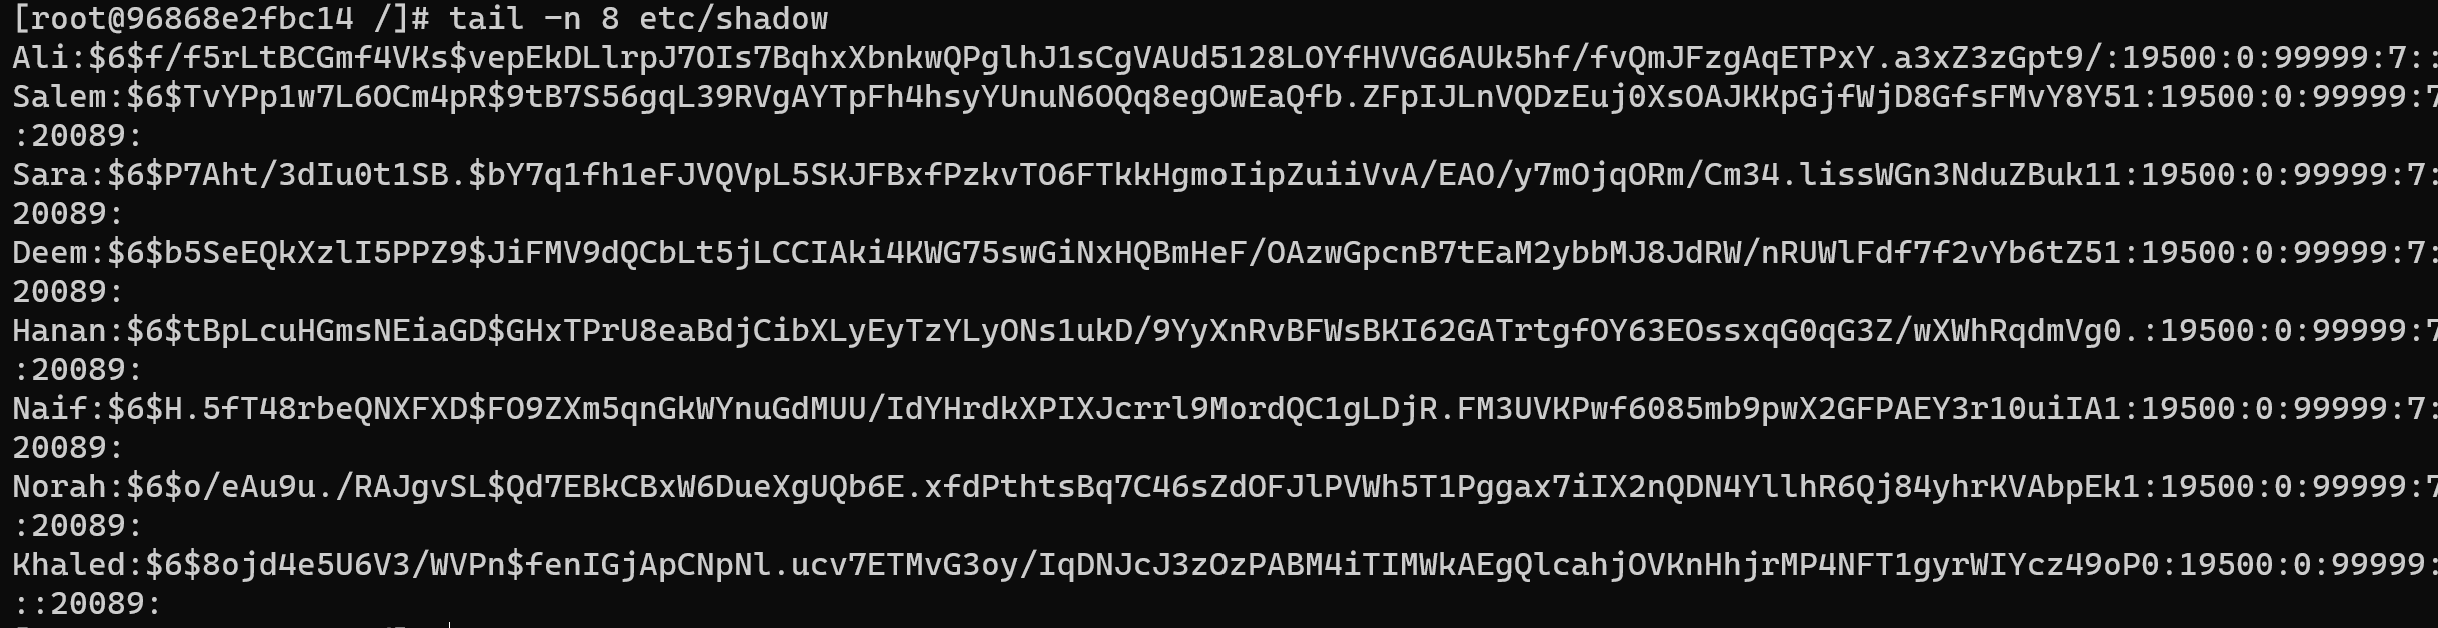 [root@96868e2fbc14 /]# tail -n 8 etc/shadow
Ali:$6$f/f5rLtBCGmf4VKs$vepEkDLlrpJ7OIs7BqhxXbnkwQPglhJ1sCgVAUd5128LOYfHVVG6AUk5hf/fvQmJFzgAqETPxY.a3xZ3zGpt9/:19500:0:99999:7::
Salem:$6$TvYPp1w7L6OCm4pR$9tB7S56gqL39RVgAYTpFh4hsyYUnuN6OQq8egOwEaQfb.ZFpIJLnVQDzEuj0XsOAJKKpGjfWjD8GfsFMvY8Y51:19500:0:99999:7
:20089:
Sara:$6$P7Aht/3dIu0t1SB.$bY7q1fh1eFJVQVpL5SKJFBxfPzkvTO6FTkkHgmoIipZuiiVvA/EAO/y7mOjqORm/Cm34.lissWGn3NduZBuk11:19500:0:99999:7:
20089:
Deem:$6$b5SeEQkXzlI5PPZ9$JiFMV9dQCbLt5jLCCIAki4KWG75swGiNxHQBmHeF/OAzwGpcnB7tEaM2ybbMJ8JdRW/nRUWlFdf7f2vYb6tZ51:19500:0:99999:7:
20089:
Hanan:$6$tBpLcuHGmsNEiaGD$GHxTPrU8eaBdjCibXLyEyTzYLyONs1ukD/9YyXnRvBFWsBKI62GATrtgfOY63EOssxqG0qG3Z/wXWhRqdmVg0.:19500:0:99999:7
:20089:
Naif:$6$H.5fT48rbeQNXFXD$FO9ZXm5qnGkWYnuGdMUU/IdYHrdkXPIXJcrrl9MordQC1gLDjR.FM3UVKPwf6085mb9pwX2GFPAEY3r10uiIA1:19500:0:99999:7:
20089:
Norah:$6$o/eAu9u./RAJgvSL$Qd7EBkCBxW6DueXgUQb6E.xfdPthtsBq7C46sZdOFJlPVWh5T1Pggax7iIX2nQDN4YllhR6Qj84yhrKVAbpEk1:19500:0:99999:7
:20089:
Khaled:$6$8ojd4e5U6V3/WVPn$fenIGjApCNpNl.ucv7ETMvG3oy/IqDNJcJ3zOzPABM4iTIMWkAEgQlcahjOVKnHhjrMP4NFT1gyrWIYcz49oP0:19500:0:99999:
::20089: